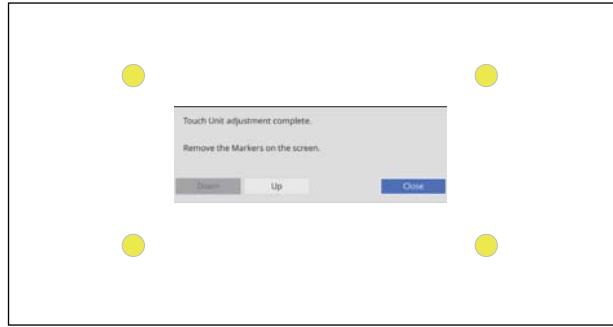 Touch Unit adjustment complete.
Remove the Markers on the screen.
Down Up Close